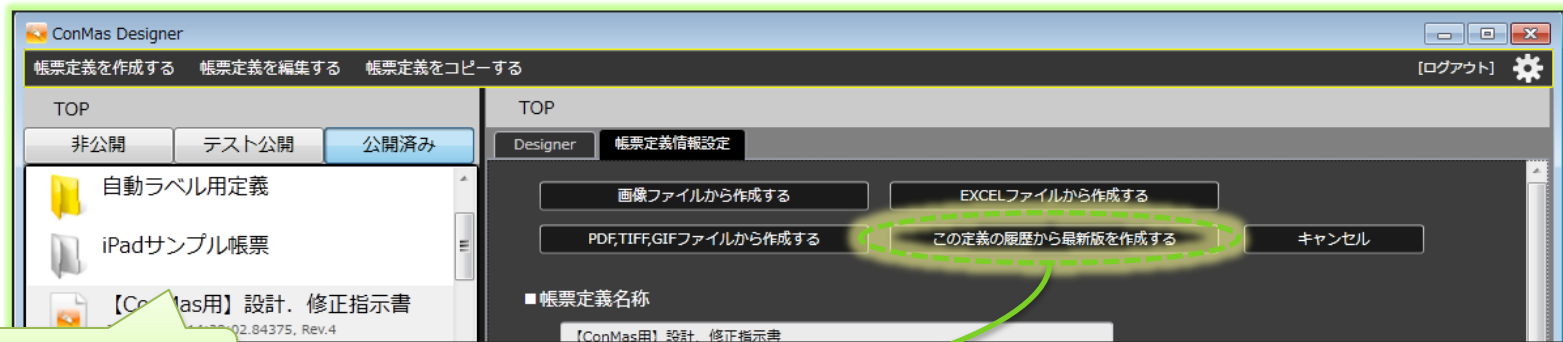 ConMas Designer
帳票定義を作成する 帳票定義を編集する 帳票定義をコピーする [ログアウト]
TOP
非公開 テスト公開 公開済み
自動ラベル用定義
iPadサンプル帳票
【ConMas用】設計．修正指示書
02.84375, Rev.4
TOP
Designer 帳票定義情報設定
画像ファイルから作成する EXCELファイルから作成する
PDF,TIFF,GIFファイルから作成する この定義の履歴から最新版を作成する キャンセル
■帳票定義名称
【ConMas用】設計．修正指示書